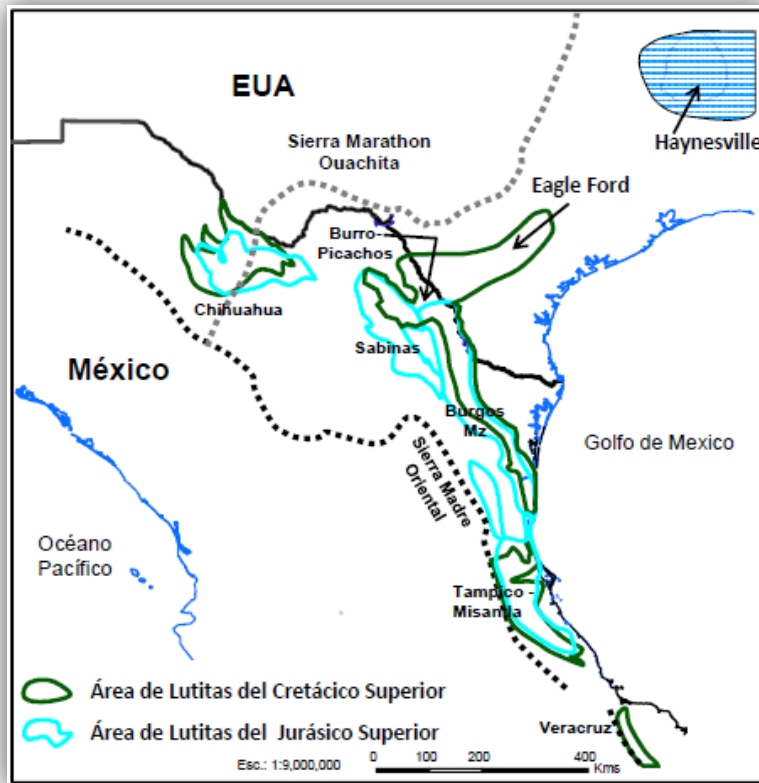 EUA
Haynesville
Sierra Marathon
Ouachita
Eagle Ford
Burro-
Picachos
Chihuahua
Sabinas
México
Burgos
Mz
Golfo de Mexico
Sierra Madre
Oriental
Océano
Pacífico
Tampico -
Misantla
Área de Lutitas del Cretácico Superior
Área de Lutitas del Jurásico Superior
Veracruz
Esc.: 1:9,000,000
0 100 200 400
Kms